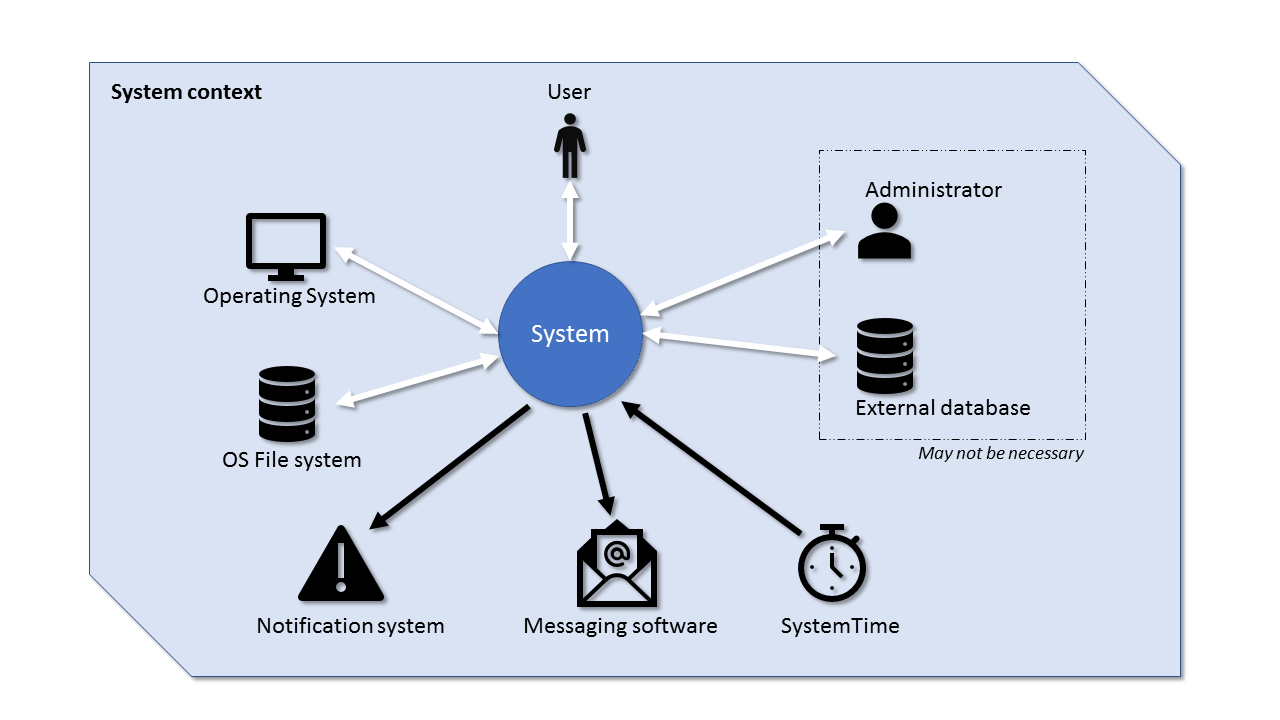 System context
User
Administrator
Operating System
System
External database
May not be necessary
OS File system
@
Notification system
Messaging software
SystemTime